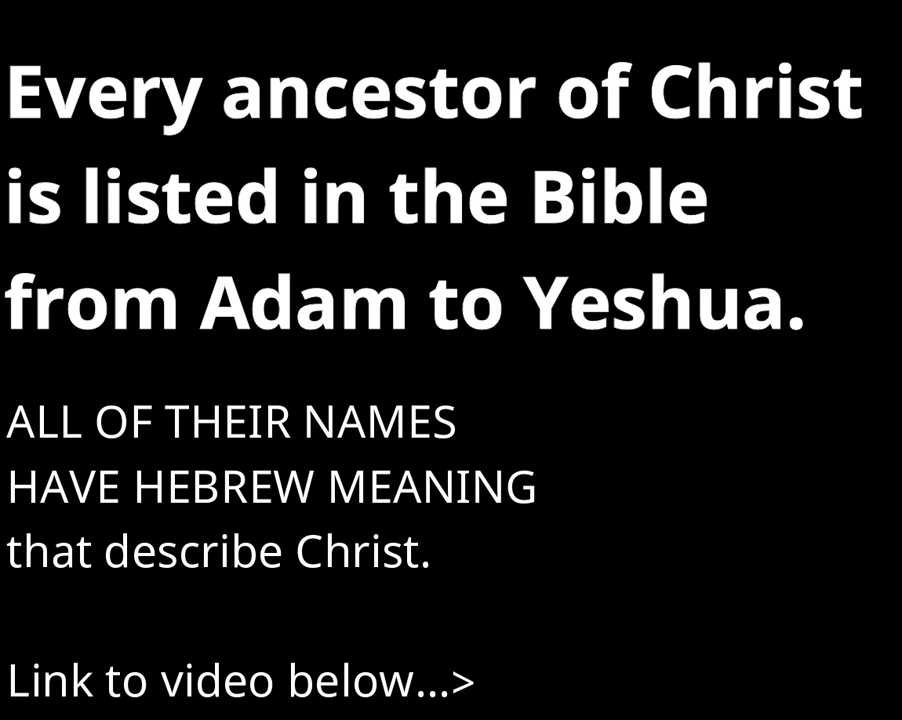 Every ancestor of Christ
is listed in the Bible
from Adam to Yeshua.
ALL OF THEIR NAMES
HAVE HEBREW MEANING
that describe Christ.
Link to video below...>